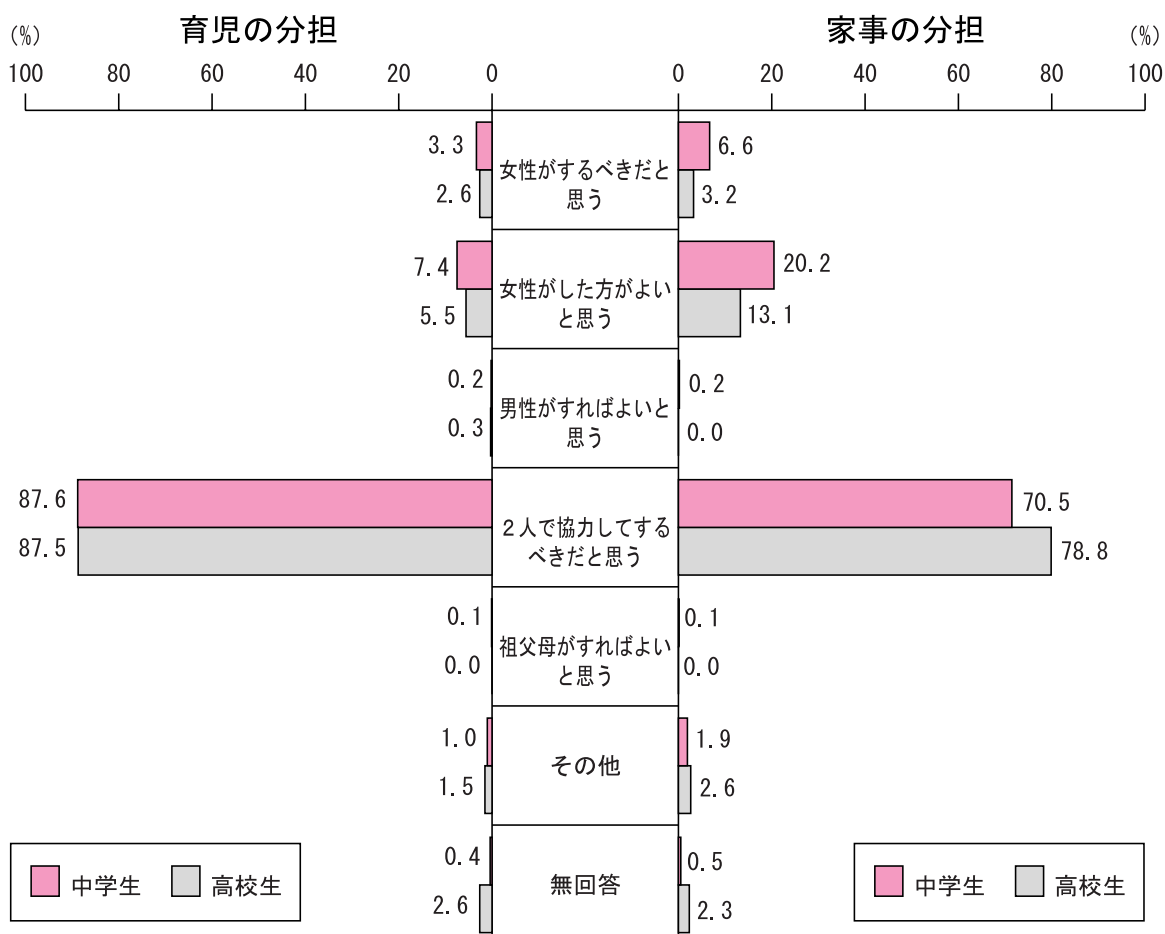 育児の分担
家事の分担
(%)
(%)
100 80 60 40 20 0
0 20 40 60 80 100
3.3
2.6
女性がするべきだと
思う
6.6
3.2
7.4
5.5
女性がした方がよい
と思う
20.2
13.1
0.2
0.3
男性がすればよいと
思う
0.2
0.0
87.6
87.5
2人で協力してする
べきだと思う
70.5
78.8
0.1
0.0
祖父母がすればよい
と思う
0.1
0.0
1.0
1.5
その他
1.9
2.6
0.4
2.6
無回答
0.5
2.3
中学生 高校生
中学生 高校生